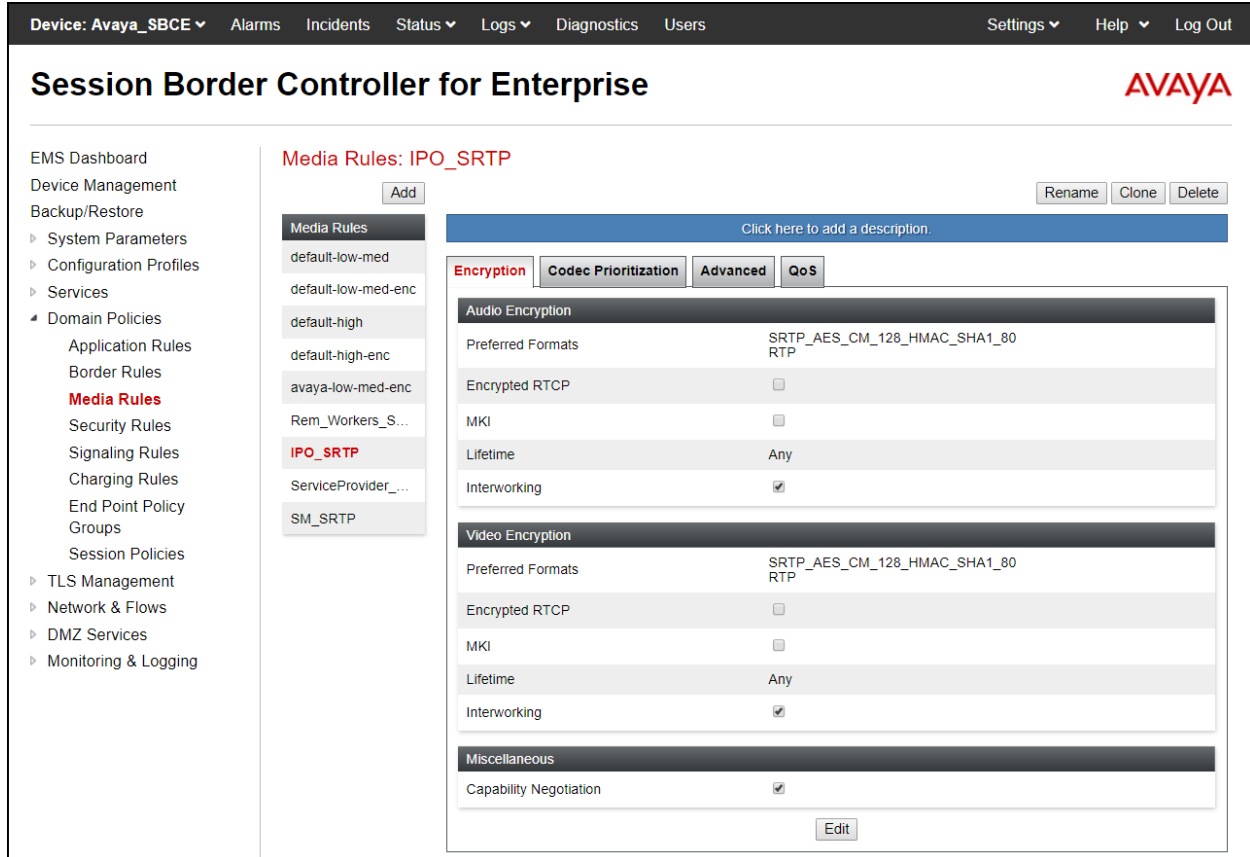 Device: Avaya_SBCE Alarms Incidents Status Logs Diagnostics Users Settings Help Log Out
Session Border Controller for Enterprise
AVAYA
EMS Dashboard
Device Management
Backup/Restore
System Parameters
Configuration Profiles
Services
Domain Policies
Application Rules
Border Rules
Media Rules
Security Rules
Signaling Rules
Charging Rules
End Point Policy
Groups
Session Policies
TLS Management
Network & Flows
DMZ Services
Monitoring & Logging
Media Rules: IPO_SRTP
Add
Rename Clone Delete
Media Rules
default-low-med
default-low-med-enc
default-high
default-high-enc
avaya-low-med-enc
Rem_Workers_S...
IPO_SRTP
ServiceProvider_...
SM_SRTP
Click here to add a description.
Encryption Codec Prioritization Advanced QoS
Audio Encryption
Preferred Formats SRTP_AES_CM_128_HMAC_SHA1_80
RTP
Encrypted RTCP
MKI
Lifetime Any
Interworking
Video Encryption
Preferred Formats SRTP_AES_CM_128_HMAC_SHA1_80
RTP
Encrypted RTCP
MKI
Lifetime Any
Interworking
Miscellaneous
Capability Negotiation
Edit